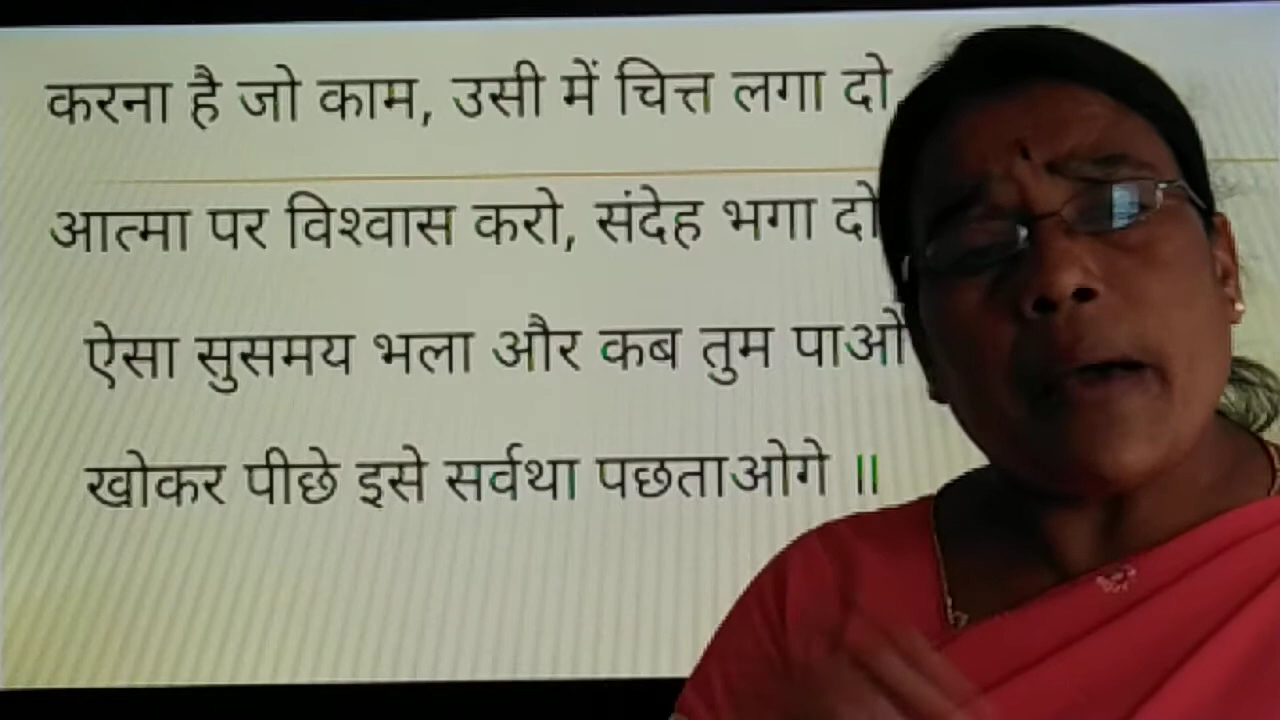 करना है जो काम, उसी में चित्त लगा दो,
आत्मा पर विश्वास करो, संदेह भगा दो
ऐसा सुसमय भला और कब तुम
खोकर पीछे इसे सर्वथा पछताओगे ॥